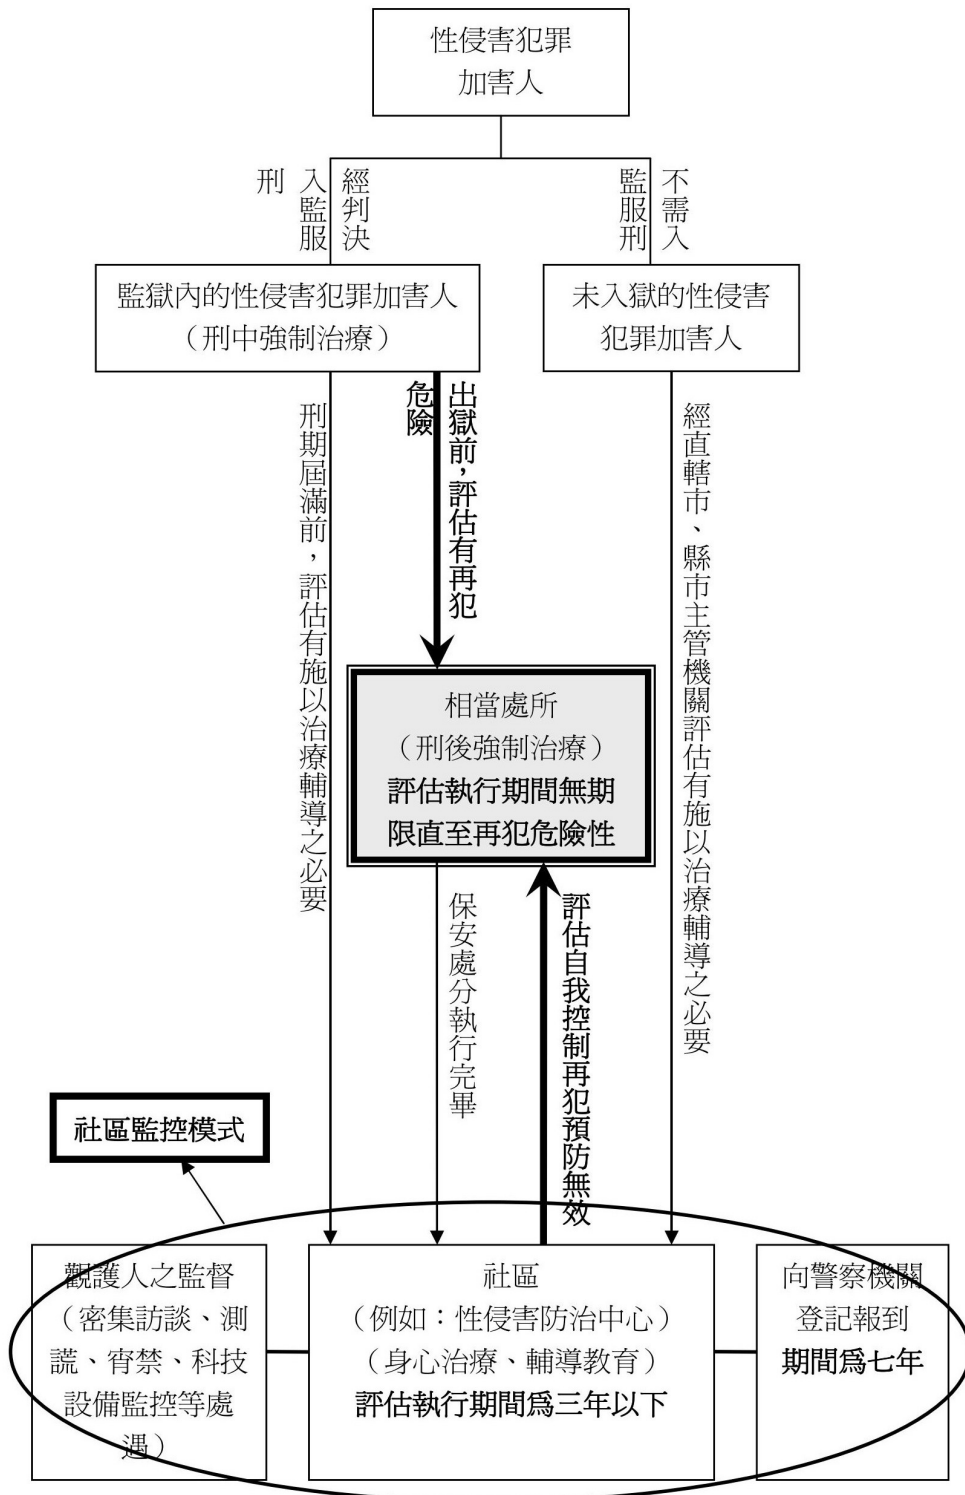 性侵害犯罪
加害人
經判決
入監服
刑
不需入
監服刑
監獄內的性侵害犯罪加害人
（刑中強制治療）
未入獄的性侵害
犯罪加害人
刑期屆滿前，評估有施以治療輔導之必要
出獄前，評估有再犯
危險
經直轄市、縣市主管機關評估有施以治療輔導之必要
相當處所
（刑後強制治療）
評估執行期間無期
限直至再犯危險性
保安處分執行完畢
評估自我控制再犯預防無效
社區監控模式
觀護人之監督
（密集訪談、測
謊、宵禁、科技
設備監控等處
遇）
社區
（例如：性侵害防治中心）
（身心治療、輔導教育）
評估執行期間爲三年以下
向警察機關
登記報到
期間爲七年